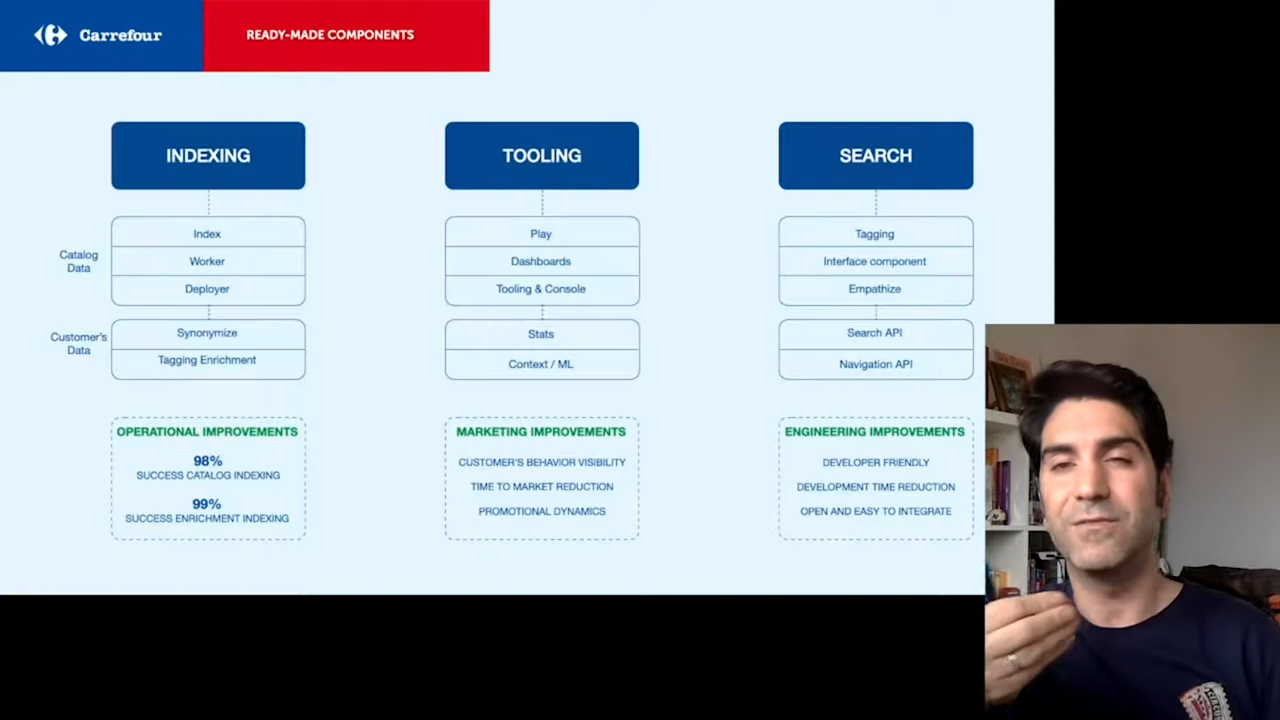 Carrefour
READY-MADE COMPONENTS
INDEXING
TOOLING
SEARCH
Catalog
Data
Index
Worker
Deployer
Play
Dashboards
Tooling & Console
Tagging
Interface component
Empathize
Customer's
Data
Synonymize
Tagging Enrichment
Stats
Context / ML
Search API
Navigation API
OPERATIONAL IMPROVEMENTS
98%
SUCCESS CATALOG INDEXING
99%
SUCCESS ENRICHMENT INDEXING
MARKETING IMPROVEMENTS
CUSTOMER'S BEHAVIOR VISIBILITY
TIME TO MARKET REDUCTION
PROMOTIONAL DYNAMICS
ENGINEERING IMPROVEMENTS
DEVELOPER FRIENDLY
DEVELOPMENT TIME REDUCTION
OPEN AND EASY TO INTEGRATE